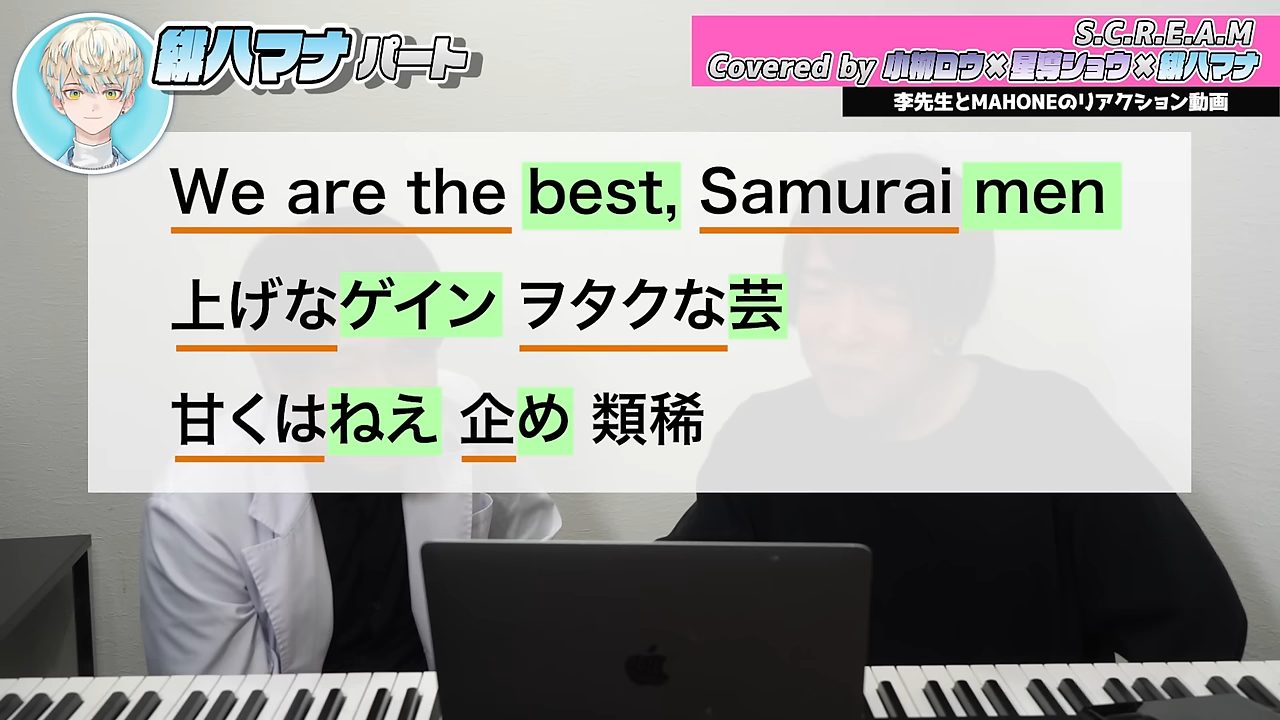 緋八マナ パート
S.C.R.E.A.M
Covered by 小柳ロウ×星導ショウ×緋八マナ
李先生とMAHONEのリアクション動画
We are the best, Samurai men
上げなゲイン ヲタクな芸
甘くはねえ 企め 類稀